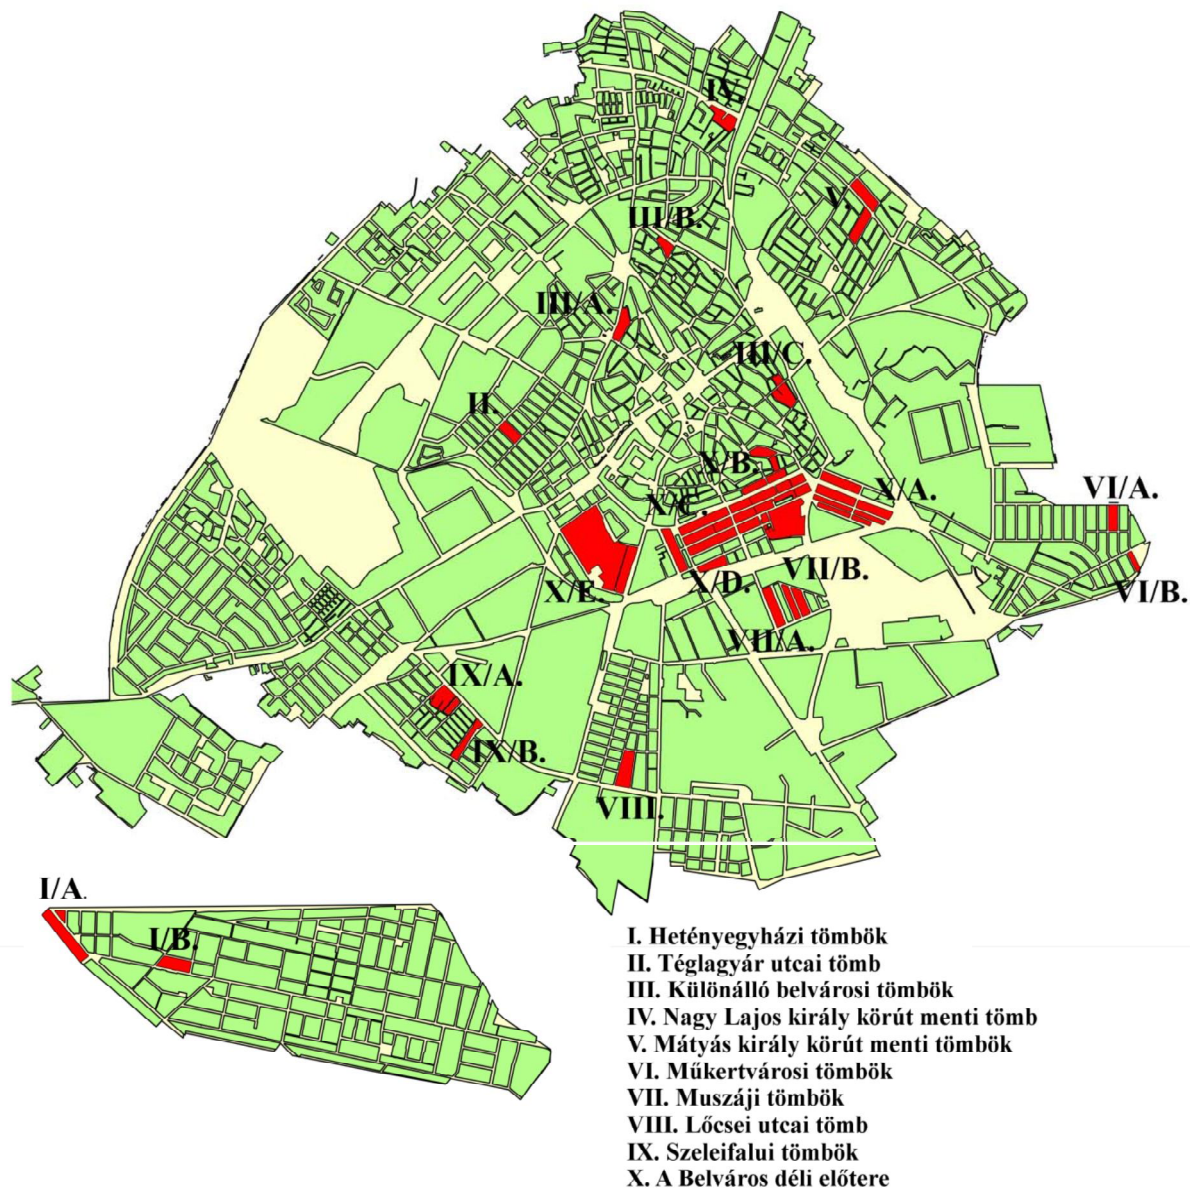 IV.
V.
III/B.
III/A.
III/C.
II.
X/B.
X/A.
VI/A.
X/C.
X/E.
X/D.
VII/B.
VI/B.
VII/A.
IX/A.
IX/B.
VIII.
I/A.
I/B.
I. Hetényegyházi tömbök
II. Téglagyár utcai tömb
III. Különálló belvárosi tömbök
IV. Nagy Lajos király körút menti tömb
V. Mátyás király körút menti tömbök
VI. Műkertvárosi tömbök
VII. Muszáji tömbök
VIII. Lőcsei utcai tömb
IX. Szeleifalui tömbök
X. A Belváros déli előtere